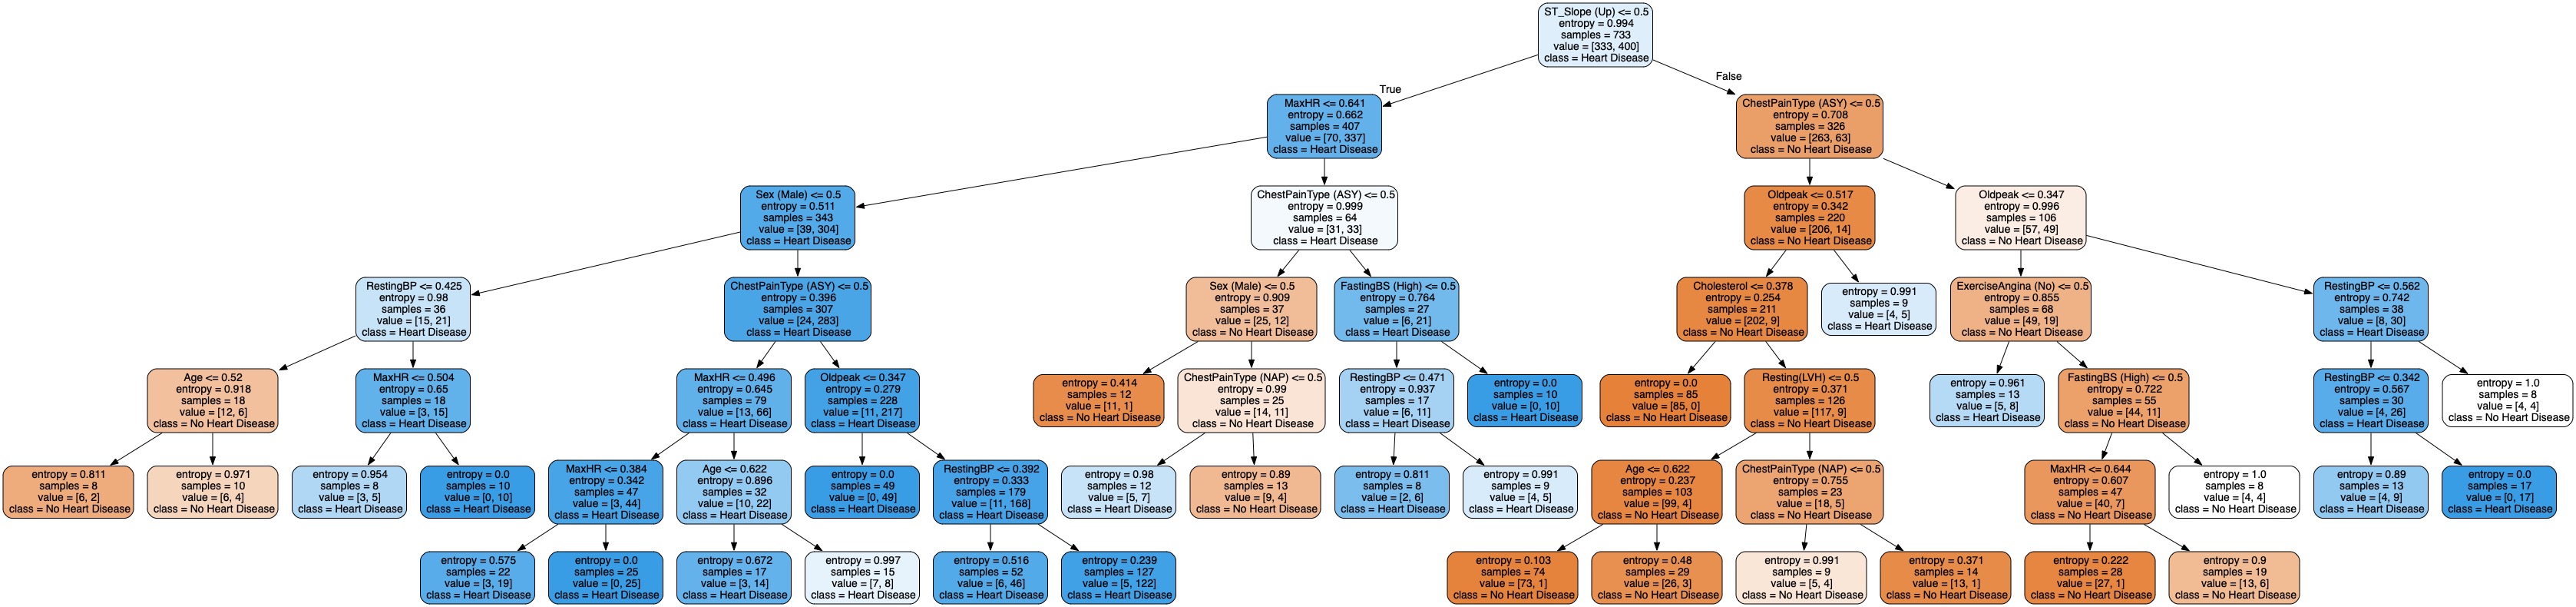 ST_Slope (Up) <= 0.5
entropy = 0.994
samples = 733
value = [333, 400]
class = Heart Disease
True
False
MaxHR <= 0.641
entropy = 0.662
samples = 407
value = [70, 337]
class = Heart Disease
ChestPainType (ASY) <= 0.5
entropy = 0.708
samples = 326
value = [263, 63]
class = No Heart Disease
Sex (Male) <= 0.5
entropy = 0.511
samples = 343
value = [39, 304]
class = Heart Disease
ChestPainType (ASY) <= 0.5
entropy = 0.999
samples = 64
value = [31, 33]
class = Heart Disease
Oldpeak <= 0.517
entropy = 0.342
samples = 220
value = [206, 14]
class = No Heart Disease
Oldpeak <= 0.347
entropy = 0.996
samples = 106
value = [57, 49]
class = No Heart Disease
RestingBP <= 0.425
entropy = 0.98
samples = 36
value = [15, 21]
class = Heart Disease
ChestPainType (ASY) <= 0.5
entropy = 0.396
samples = 307
value = [24, 283]
class = Heart Disease
Sex (Male) <= 0.5
entropy = 0.909
samples = 37
value = [25, 12]
class = No Heart Disease
FastingBS (High) <= 0.5
entropy = 0.764
samples = 27
value = [6, 21]
class = Heart Disease
Cholesterol <= 0.378
entropy = 0.254
samples = 211
value = [202, 9]
class = No Heart Disease
entropy = 0.991
samples = 9
value = [4, 5]
class = Heart Disease
ExerciseAngina (No) <= 0.5
entropy = 0.855
samples = 68
value = [49, 19]
class = No Heart Disease
RestingBP <= 0.562
entropy = 0.742
samples = 38
value = [8, 30]
class = Heart Disease
Age <= 0.52
entropy = 0.918
samples = 18
value = [12, 6]
class = No Heart Disease
MaxHR <= 0.504
entropy = 0.65
samples = 18
value = [3, 15]
class = Heart Disease
MaxHR <= 0.496
entropy = 0.645
samples = 79
value = [13, 66]
class = Heart Disease
Oldpeak <= 0.347
entropy = 0.279
samples = 228
value = [11, 217]
class = Heart Disease
entropy = 0.414
samples = 12
value = [11, 1]
class = No Heart Disease
ChestPainType (NAP) <= 0.5
entropy = 0.99
samples = 25
value = [14, 11]
class = No Heart Disease
RestingBP <= 0.471
entropy = 0.937
samples = 17
value = [6, 11]
class = Heart Disease
entropy = 0.0
samples = 10
value = [0, 10]
class = Heart Disease
entropy = 0.0
samples = 85
value = [85, 0]
class = No Heart Disease
Resting(LVH) <= 0.5
entropy = 0.371
samples = 126
value = [117, 9]
class = No Heart Disease
entropy = 0.961
samples = 13
value = [5, 8]
class = Heart Disease
FastingBS (High) <= 0.5
entropy = 0.722
samples = 55
value = [44, 11]
class = No Heart Disease
RestingBP <= 0.342
entropy = 0.567
samples = 30
value = [4, 26]
class = Heart Disease
entropy = 1.0
samples = 8
value = [4, 4]
class = No Heart Disease
entropy = 0.811
samples = 8
value = [6, 2]
class = No Heart Disease
entropy = 0.971
samples = 10
value = [6, 4]
class = No Heart Disease
entropy = 0.954
samples = 8
value = [3, 5]
class = Heart Disease
entropy = 0.0
samples = 10
value = [0, 10]
class = Heart Disease
MaxHR <= 0.384
entropy = 0.342
samples = 47
value = [3, 44]
class = Heart Disease
Age <= 0.622
entropy = 0.896
samples = 32
value = [10, 22]
class = Heart Disease
entropy = 0.0
samples = 49
value = [0, 49]
class = Heart Disease
RestingBP <= 0.392
entropy = 0.333
samples = 179
value = [11, 168]
class = Heart Disease
entropy = 0.98
samples = 12
value = [5, 7]
class = Heart Disease
entropy = 0.89
samples = 13
value = [9, 4]
class = No Heart Disease
entropy = 0.811
samples = 8
value = [2, 6]
class = Heart Disease
entropy = 0.991
samples = 9
value = [4, 5]
class = Heart Disease
Age <= 0.622
entropy = 0.237
samples = 103
value = [99, 4]
class = No Heart Disease
ChestPainType (NAP) <= 0.5
entropy = 0.755
samples = 23
value = [18, 5]
class = No Heart Disease
MaxHR <= 0.644
entropy = 0.607
samples = 47
value = [40, 7]
class = No Heart Disease
entropy = 1.0
samples = 8
value = [4, 4]
class = No Heart Disease
entropy = 0.89
samples = 13
value = [4, 9]
class = Heart Disease
entropy = 0.0
samples = 17
value = [0, 17]
class = Heart Disease
entropy = 0.575
samples = 22
value = [3, 19]
class = Heart Disease
entropy = 0.0
samples = 25
value = [0, 25]
class = Heart Disease
entropy = 0.672
samples = 17
value = [3, 14]
class = Heart Disease
entropy = 0.997
samples = 15
value = [7, 8]
class = Heart Disease
entropy = 0.516
samples = 52
value = [6, 46]
class = Heart Disease
entropy = 0.239
samples = 127
value = [5, 122]
class = Heart Disease
entropy = 0.103
samples = 74
value = [73, 1]
class = No Heart Disease
entropy = 0.48
samples = 29
value = [26, 3]
class = No Heart Disease
entropy = 0.991
samples = 9
value = [5, 4]
class = No Heart Disease
entropy = 0.371
samples = 14
value = [13, 1]
class = No Heart Disease
entropy = 0.222
samples = 28
value = [27, 1]
class = No Heart Disease
entropy = 0.9
samples = 19
value = [13, 6]
class = No Heart Disease